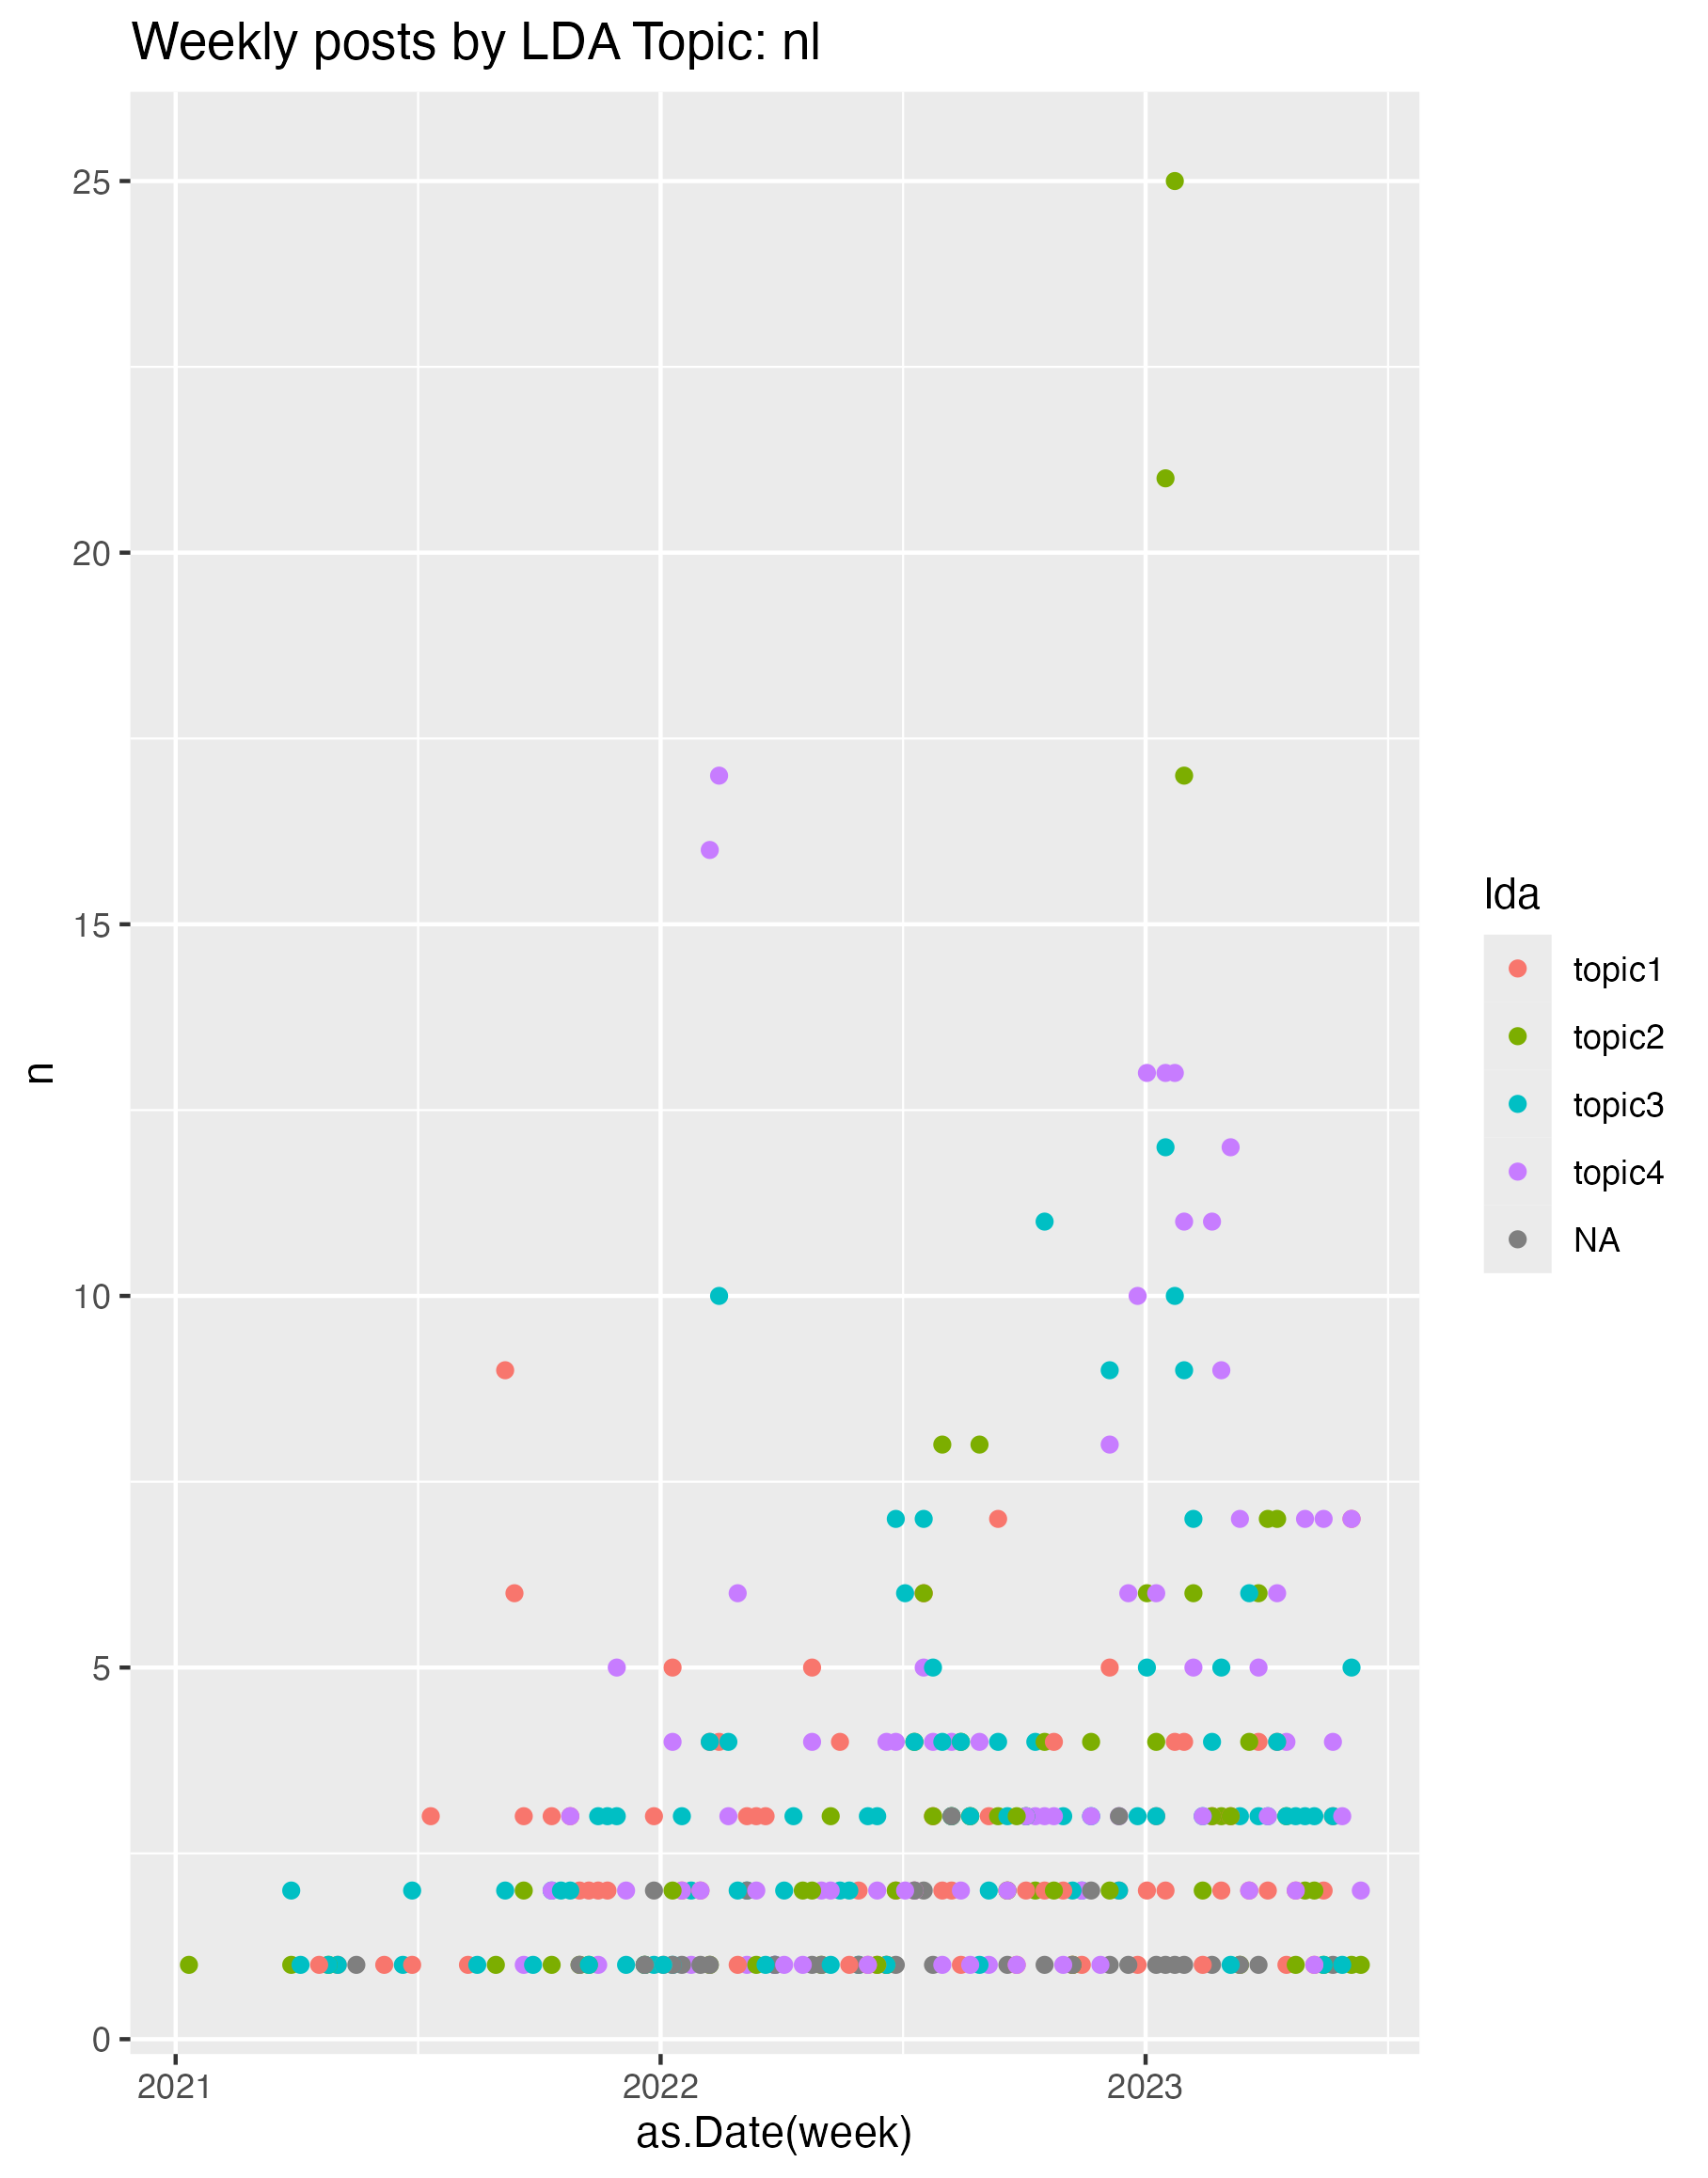 Weekly posts by LDA Topic: nl
25
20
15
10
5
0
n
2021
2022
2023
as.Date(week)
lda
topic1
topic2
topic3
topic4
NA